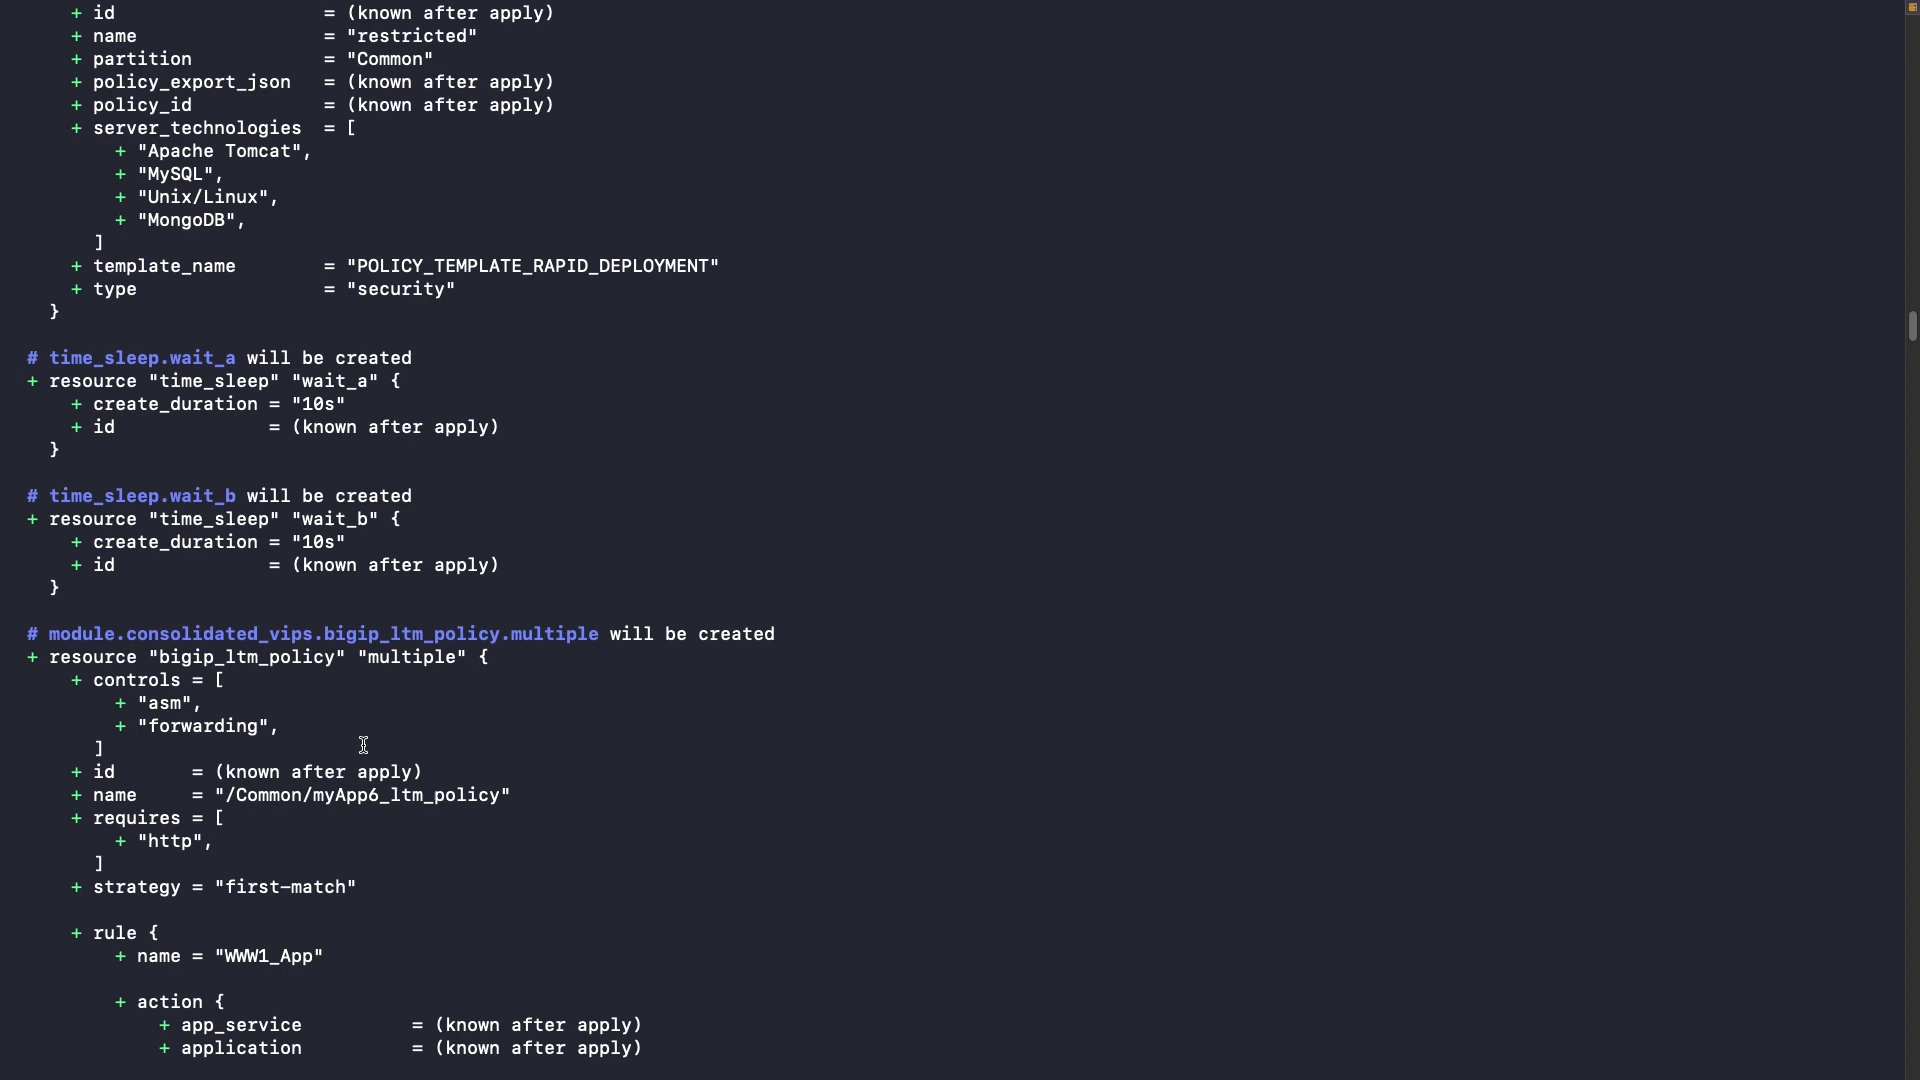 + id = (known after apply)
+ name = "restricted"
+ partition = "Common"
+ policy_export_json = (known after apply)
+ policy_id = (known after apply)
+ server_technologies = [
+ "Apache Tomcat",
+ "MySQL",
+ "Unix/Linux",
+ "MongoDB",
]
+ template_name = "POLICY_TEMPLATE_RAPID_DEPLOYMENT"
+ type = "security"
}
# time_sleep.wait_a will be created
+ resource "time_sleep" "wait_a" {
+ create_duration = "10s"
+ id = (known after apply)
}
# time_sleep.wait_b will be created
+ resource "time_sleep" "wait_b" {
+ create_duration = "10s"
+ id = (known after apply)
}
# module.consolidated_vips.bigip_ltm_policy.multiple will be created
+ resource "bigip_ltm_policy" "multiple" {
+ controls = [
+ "asm",
+ "forwarding",
]
+ id = (known after apply)
+ name = "/Common/myApp6_ltm_policy"
+ requires = [
+ "http",
]
+ strategy = "first-match"
+ rule {
+ name = "WWW1_App"
+ action {
+ app_service = (known after apply)
+ application = (known after apply)